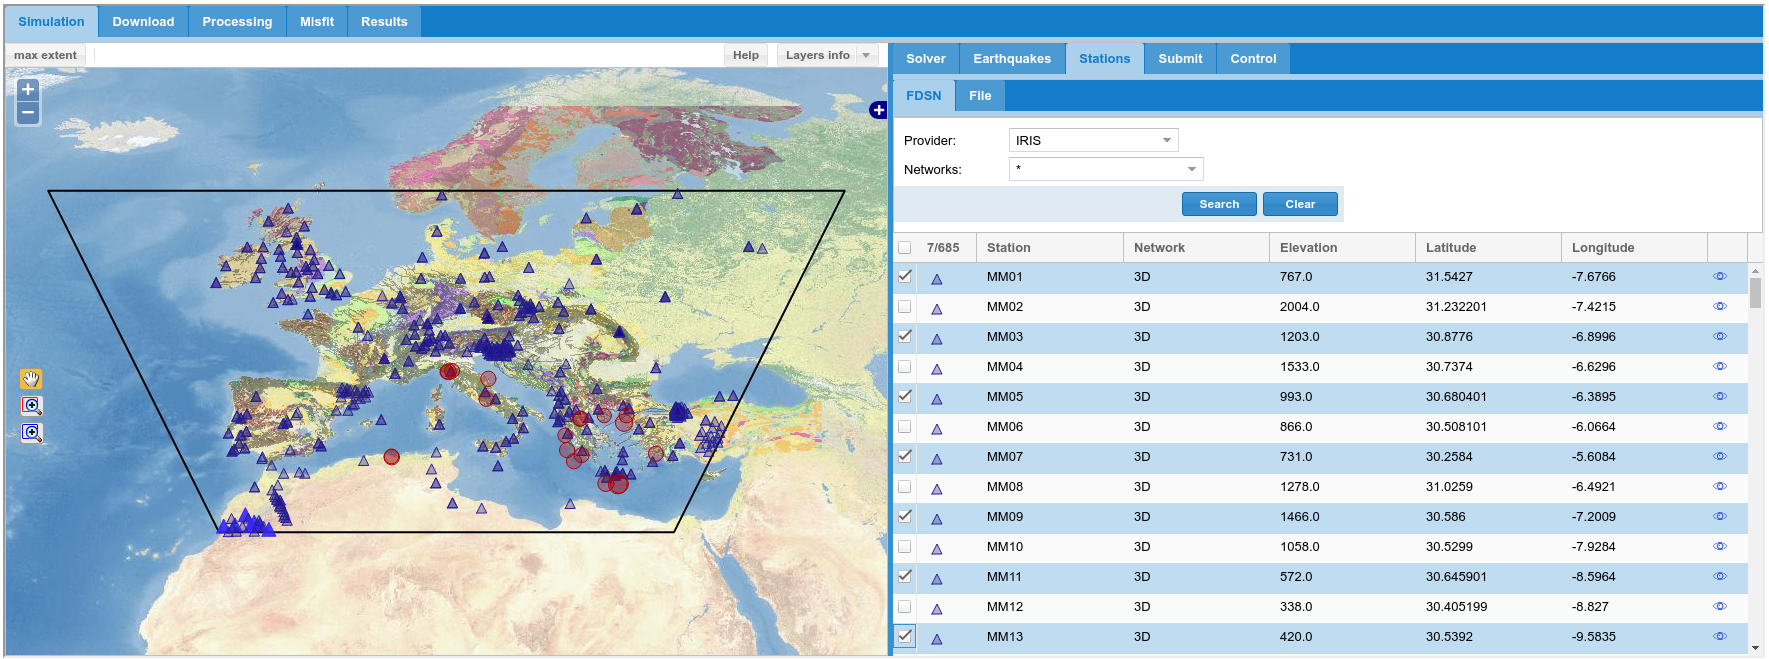 Simulation Download Processing Misfit Results
max extent Help Layers info
Solver Earthquakes Stations Submit Control
FDSN File
Provider: IRIS
Networks: *
Search Clear
7/685 Station Network Elevation Latitude Longitude
MM01 3D 767.0 31.5427 -7.6766
MM02 3D 2004.0 31.232201 -7.4215
MM03 3D 1203.0 30.8776 -6.8996
MM04 3D 1533.0 30.7374 -6.6296
MM05 3D 993.0 30.680401 -6.3895
MM06 3D 866.0 30.508101 -6.0664
MM07 3D 731.0 30.2584 -5.6084
MM08 3D 1278.0 31.0259 -6.4921
MM09 3D 1466.0 30.586 -7.2009
MM10 3D 1058.0 30.5299 -7.9284
MM11 3D 572.0 30.645901 -8.5964
MM12 3D 338.0 30.405199 -8.827
MM13 3D 420.0 30.5392 -9.5835